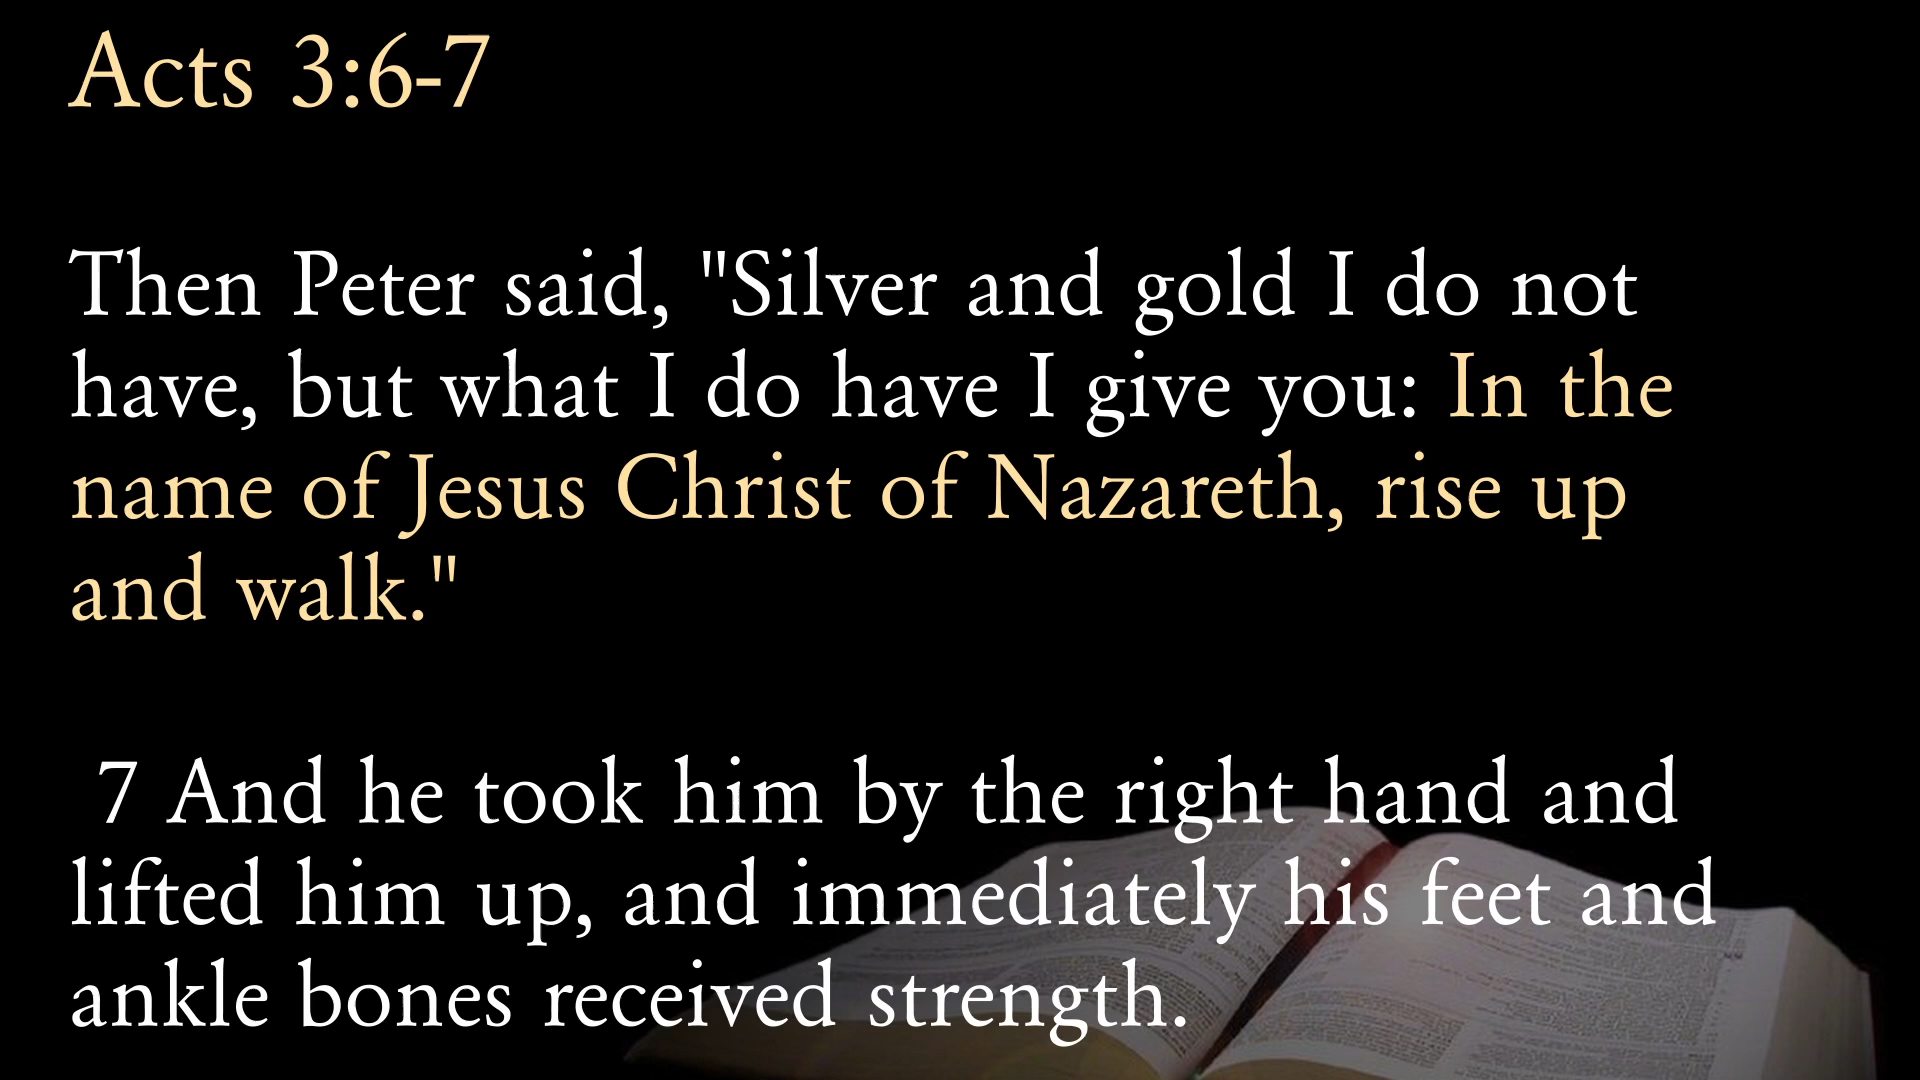 Acts 3:6-7
Then Peter said, "Silver and gold I do not
have, but what I do have I give you: In the
name of Jesus Christ of Nazareth, rise up
and walk."
7 And he took him by the right hand and
lifted him up, and immediately his feet and
ankle bones received strength.